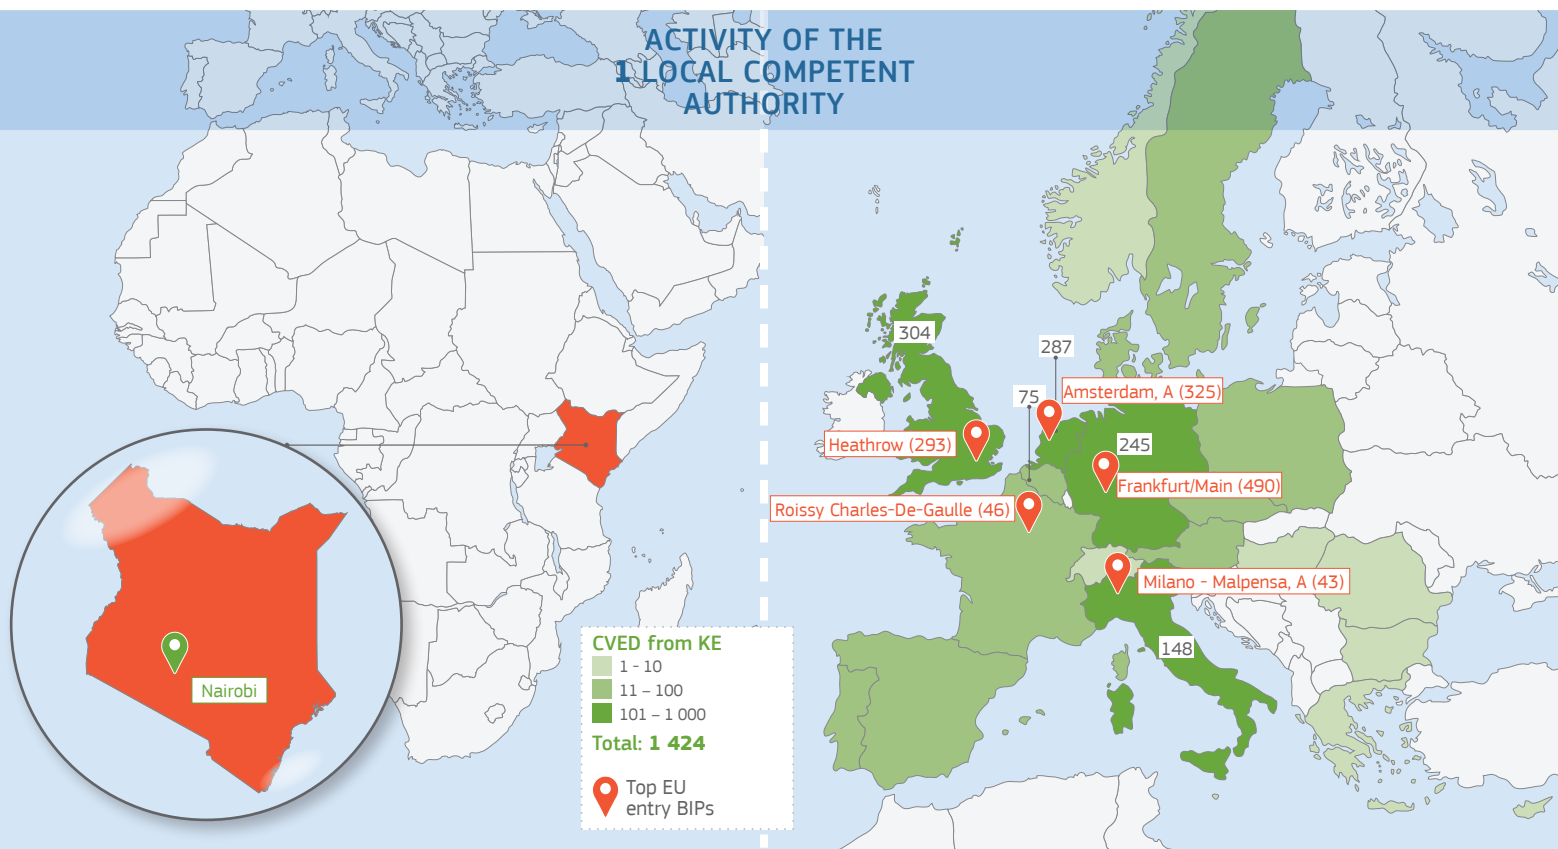 ACTIVITY OF THE
1 LOCAL COMPETENT
AUTHORITY
304
287
75
Amsterdam, A (325)
Heathrow (293)
245
Frankfurt/Main (490)
Roissy Charles-De-Gaulle (46)
Milano - Malpensa, A (43)
148
Nairobi
CVED from KE
1 - 10
11 – 100
101 – 1 000
Total: 1 424
Top EU
entry BIPs